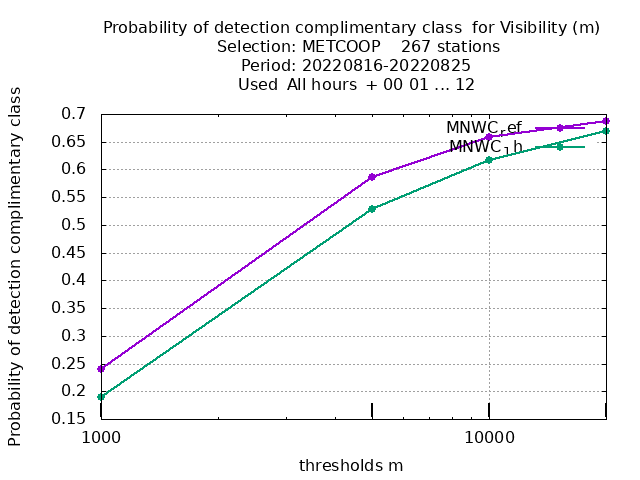 Probability of detection complimentary class  for Visibility (m)
Selection: METCOOP    267 stations
Period: 20220816-20220825
Used  All hours  + 00 01 ... 12
Probability of detection complimentary class
0.7
0.65
0.6
0.55
0.5
0.45
0.4
0.35
0.3
0.25
0.2
0.15
MNWC_ref
MNWC_1h
1000
10000
thresholds m